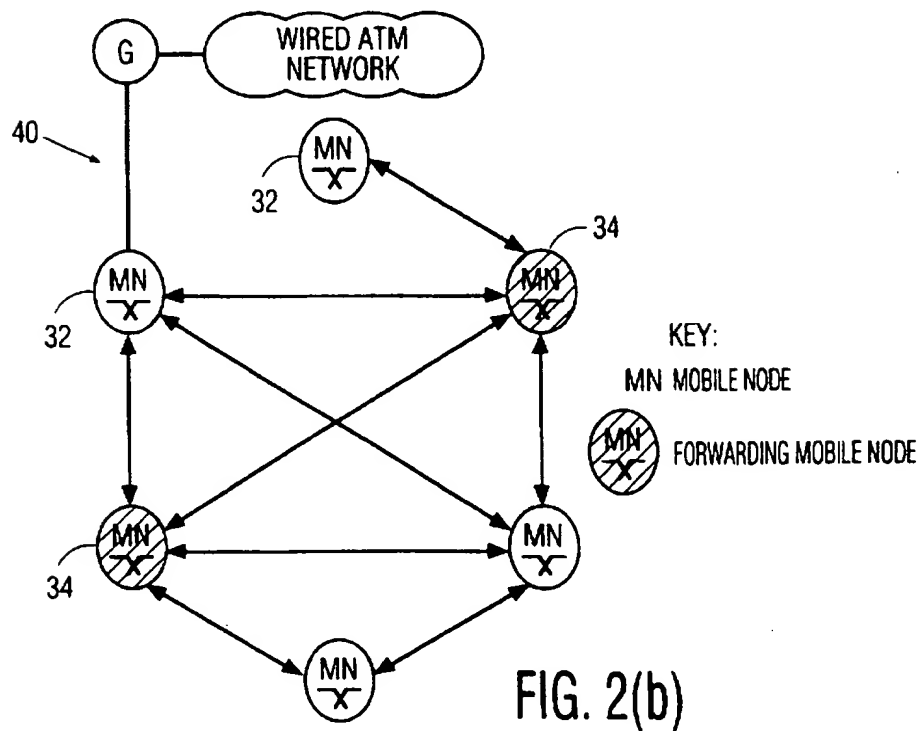 G
WIRED ATM
NETWORK
40
MN
X
32
34
MN
X
MN
X
32
KEY:
MN MOBILE NODE
MN
X
FORWARDING MOBILE NODE
MN
X
34
MN
X
MN
X
FIG. 2(b)